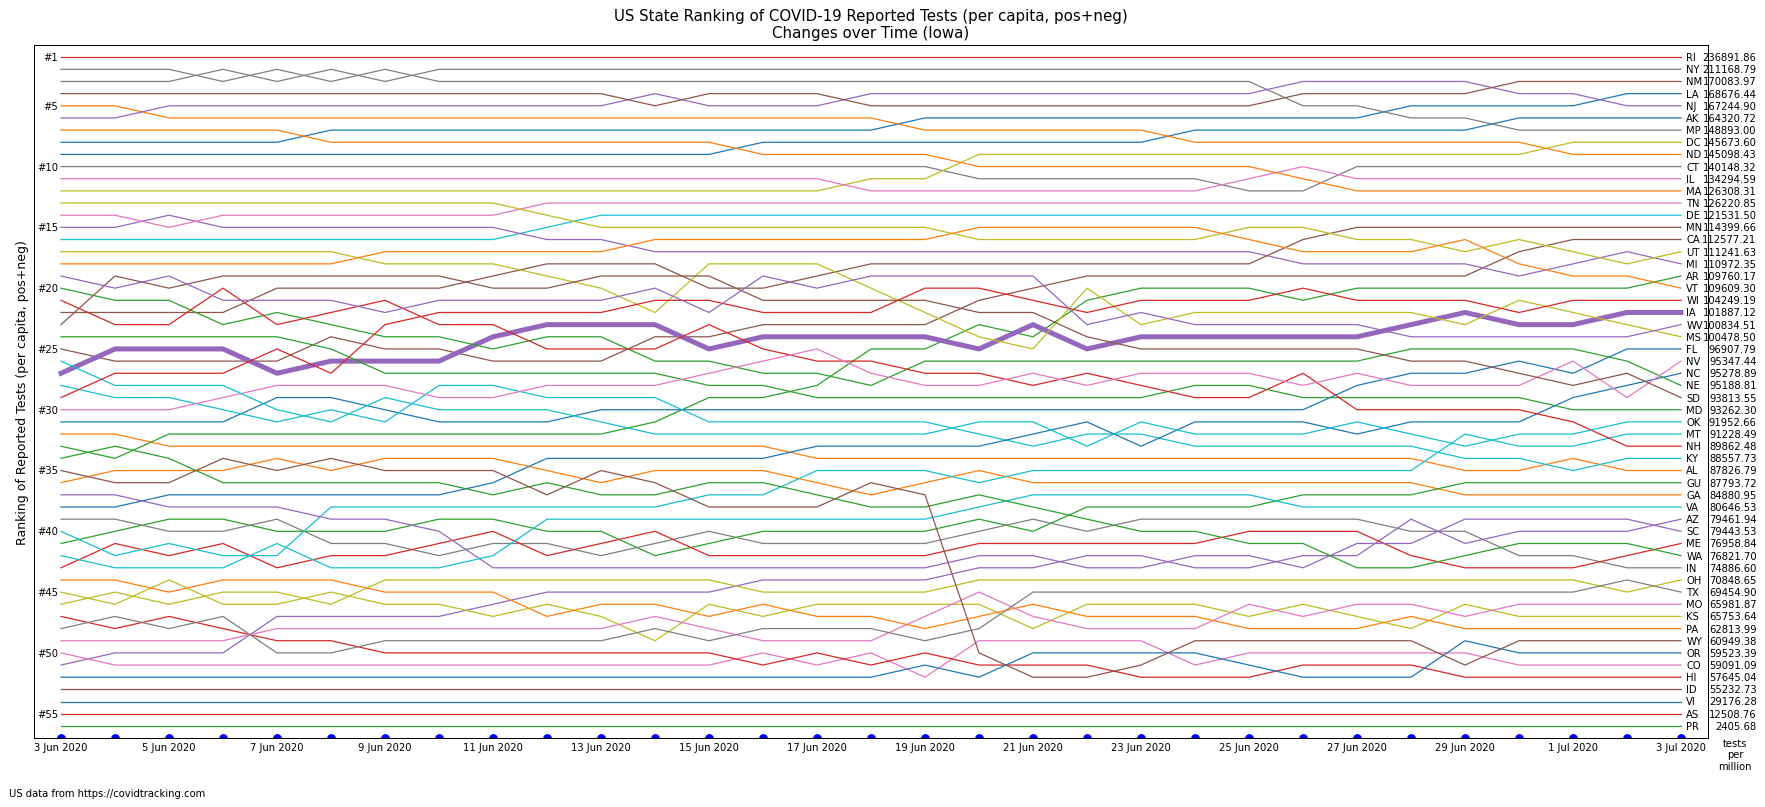 US State Ranking of COVID-19 Reported Tests (per capita, pos+neg)
Changes over Time (Iowa)
Ranking of Reported Tests (per capita, pos+neg)
#1
#5
#10
#15
#20
#25
#30
#35
#40
#45
#50
#55
RI 236891.86
NY 211168.79
NM 170083.97
LA 168676.44
NJ 167244.90
AK 164320.72
MP 148893.00
DC 145673.60
ND 145098.43
CT 140148.32
IL 134294.59
MA 126308.31
TN 126220.85
DE 121531.50
MN 114399.66
CA 112577.21
UT 111241.63
MI 110972.35
AR 109760.17
VT 109609.30
WI 104249.19
IA 101887.12
WV 100834.51
MS 100478.50
FL 96907.79
NV 95347.44
NC 95278.89
NE 95188.81
SD 93813.55
MD 93262.30
OK 91952.66
MT 91228.49
NH 89862.48
KY 88557.73
AL 87826.79
GU 87793.72
GA 84880.95
VA 80646.53
AZ 79461.94
SC 79443.53
ME 76958.84
WA 76821.70
IN 74886.60
OH 70848.65
TX 69454.90
MO 65981.87
KS 65753.64
PA 62813.99
WY 60949.38
OR 59523.39
CO 59091.09
HI 57645.04
ID 55232.73
VI 29176.28
AS 12508.76
PR 2405.68
3 Jun 2020 5 Jun 2020 7 Jun 2020 9 Jun 2020 11 Jun 2020 13 Jun 2020 15 Jun 2020 17 Jun 2020 19 Jun 2020 21 Jun 2020 23 Jun 2020 25 Jun 2020 27 Jun 2020 29 Jun 2020 1 Jul 2020 3 Jul 2020
tests
per
million
US data from https://covidtracking.com